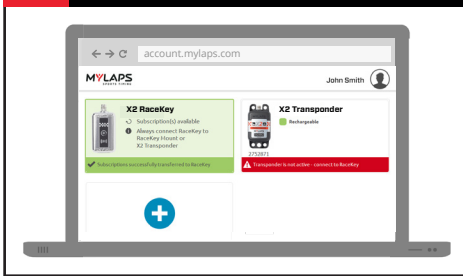 account.mylaps.com
MYLAPS
SPORTS TIMING
John Smith
X2 RaceKey
Subscription(s) available
Always connect RaceKey to
RaceKey Mount or
X2 Transponder
Subscriptions successfully transferred to RaceKey
X2 Transponder
Rechargeable
2752871
Transponder is not active - connect to RaceKey